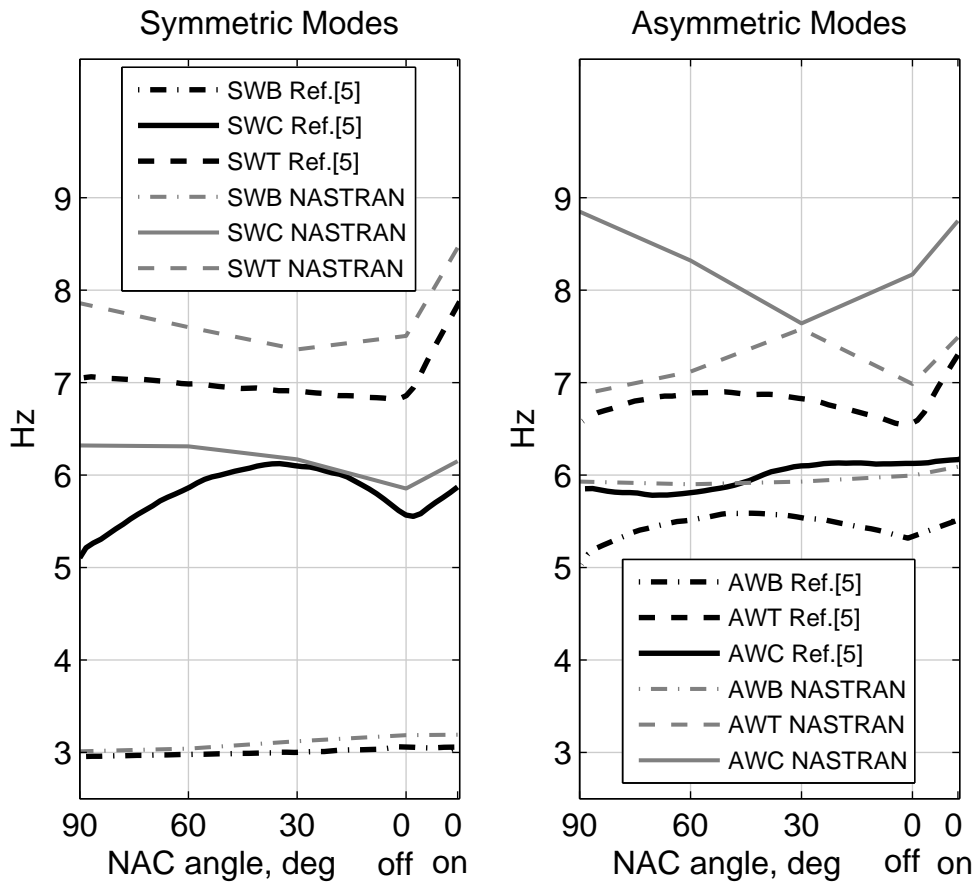 Symmetric Modes
SWB Ref.[5]
SWC Ref.[5]
SWT Ref.[5]
SWB NASTRAN
SWC NASTRAN
SWT NASTRAN
9
8
7
6
5
4
3
Hz
90
60
30
0
0
off
on
NAC angle, deg
Asymmetric Modes
9
8
7
6
5
4
3
Hz
AWB Ref.[5]
AWT Ref.[5]
AWC Ref.[5]
AWB NASTRAN
AWT NASTRAN
AWC NASTRAN
90
60
30
0
0
off
on
NAC angle, deg